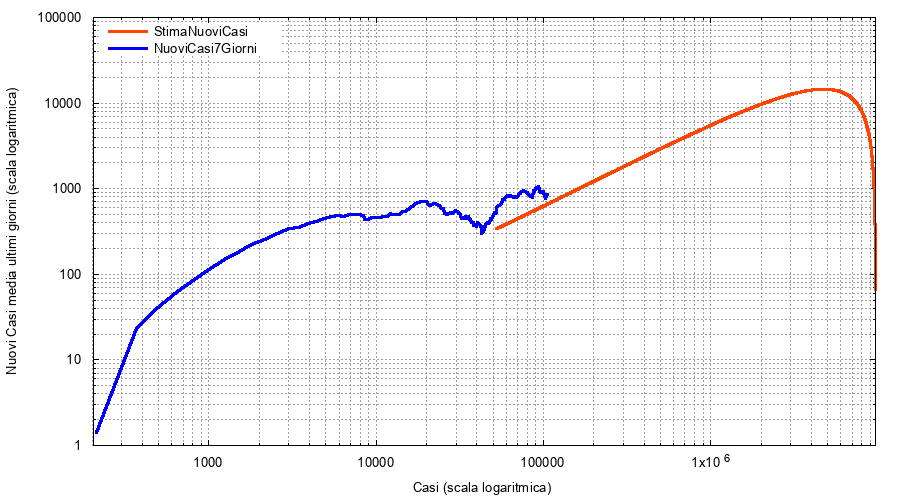 100000
10000
1000
100
10
1
StimaNuoviCasi
NuoviCasi7Giorni
Nuovi Casi media ultimi giorni (scala logaritmica)
1000
10000
100000
1x10 6
Casi (scala logaritmica)